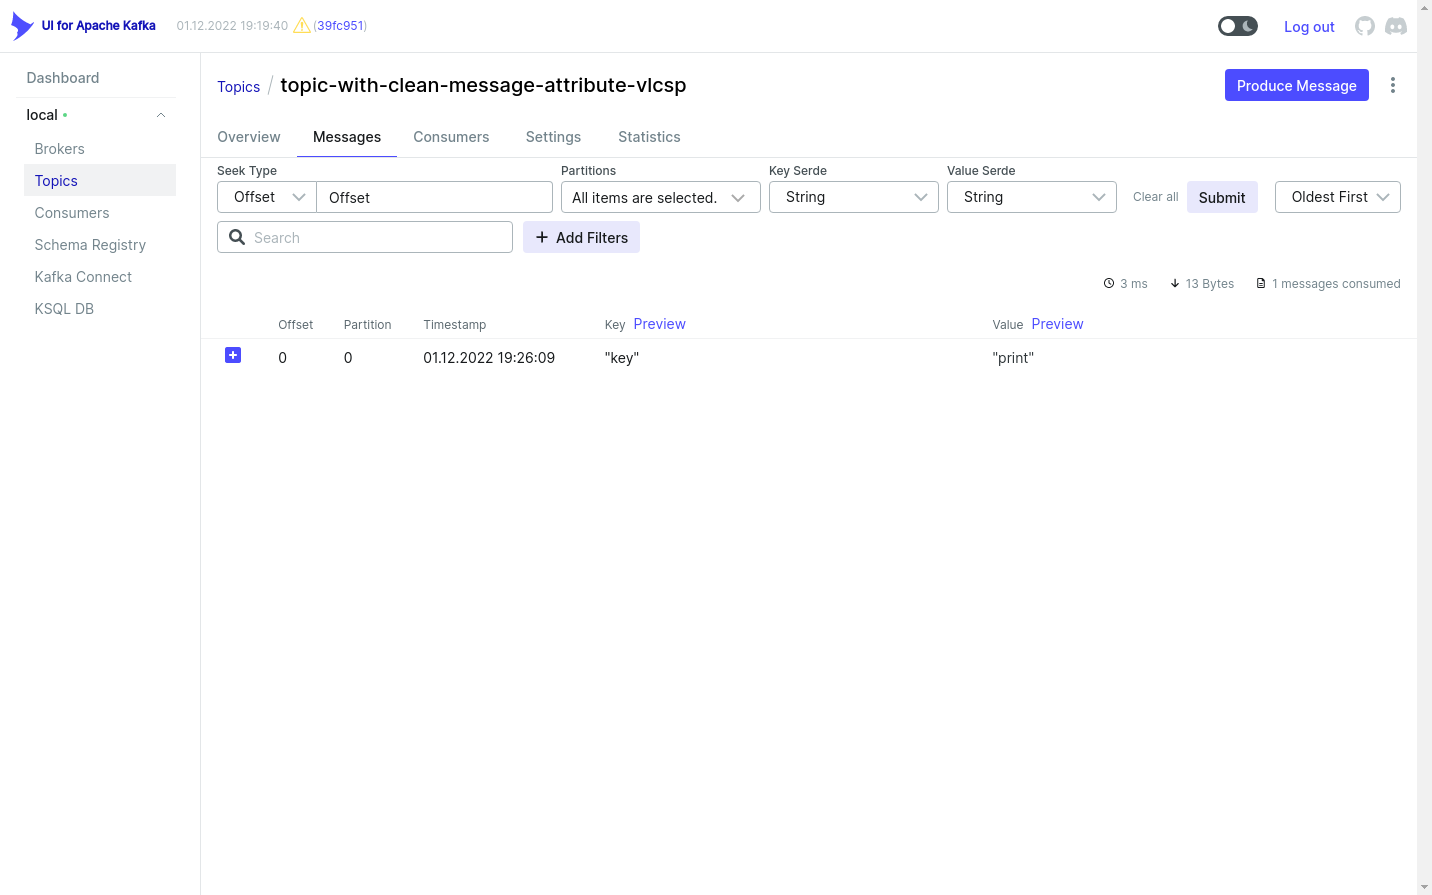 UI for Apache Kafka 01.12.2022 19:19:40 (39fc951) Log out
Dashboard
local
Brokers
Topics
Consumers
Schema Registry
Kafka Connect
KSQL DB
Topics / topic-with-clean-message-attribute-vlcsp Produce Message
Overview Messages Consumers Settings Statistics
Seek Type Partitions Key Serde Value Serde
Offset Offset All items are selected. String String Clear all Submit Oldest First
Search Add Filters
3 ms 13 Bytes 1 messages consumed
Offset Partition Timestamp Key Preview Value Preview
0 0 01.12.2022 19:26:09 "key" "print"